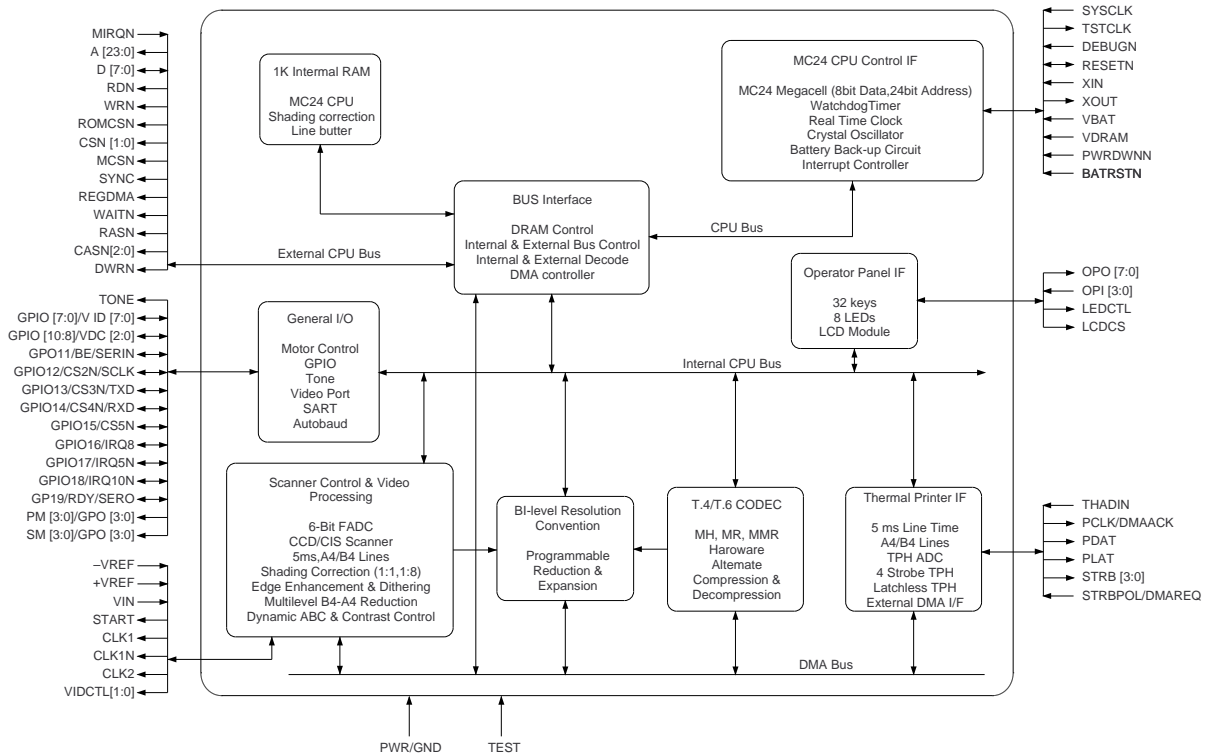 MIRQN
A [23:0]
D [7:0]
RDN
WRN
ROMCSN
CSN [1:0]
MCSN
SYNC
REGDMA
WAITN
RASN
CASN[2:0]
DWRN
External CPU Bus
TONE
GPIO [7:0]/V ID [7:0]
GPIO [10:8]/VDC [2:0]
GPO11/BE/SERIN
GPIO12/CS2N/SCLK
GPIO13/CS3N/TXD
GPIO14/CS4N/RXD
GPIO15/CS5N
GPIO16/IRQ8
GPIO17/IRQ5N
GPIO18/IRQ10N
GP19/RDY/SERO
PM [3:0]/GPO [3:0]
SM [3:0]/GPO [3:0]
–VREF
+VREF
VIN
START
CLK1
CLK1N
CLK2
VIDCTL[1:0]
1K Internal RAM
MC24 CPU
Shading correction
Line butter
BUS Interface
DRAM Control
Internal & External Bus Control
Internal & External Decode
DMA controller
CPU Bus
MC24 CPU Control IF
MC24 Megacell (8bit Data,24bit Address)
WatchdogTimer
Real Time Clock
Crystal Oscillator
Battery Back-up Circuit
Interrupt Controller
General I/O
Motor Control
GPIO
Tone
Video Port
SART
Autobaud
Operator Panel IF
32 keys
8 LEDs
LCD Module
Internal CPU Bus
Scanner Control & Video
Processing
6-Bit FADC
CCD/CIS Scanner
5ms,A4/B4 Lines
Shading Correction (1:1,1:8)
Edge Enhancement & Dithering
Multilevel B4-A4 Reduction
Dynamic ABC & Contrast Control
BI-level Resolution
Convention
Programmable
Reduction &
Expansion
T.4/T.6 CODEC
MH, MR, MMR
Haroware
Alternate
Compression &
Decompression
Thermal Printer IF
5 ms Line Time
A4/B4 Lines
TPH ADC
4 Strobe TPH
Latchless TPH
External DMA I/F
DMA Bus
SYSCLK
TSTCLK
DEBUGN
RESETN
XIN
XOUT
VBAT
VDRAM
PWRDWNN
BATRSTN
OPO [7:0]
OPI [3:0]
LEDCTL
LCDCS
THADIN
PCLK/DMAACK
PDAT
PLAT
STRB [3:0]
STRBPOL/DMAREQ
PWR/GND
TEST